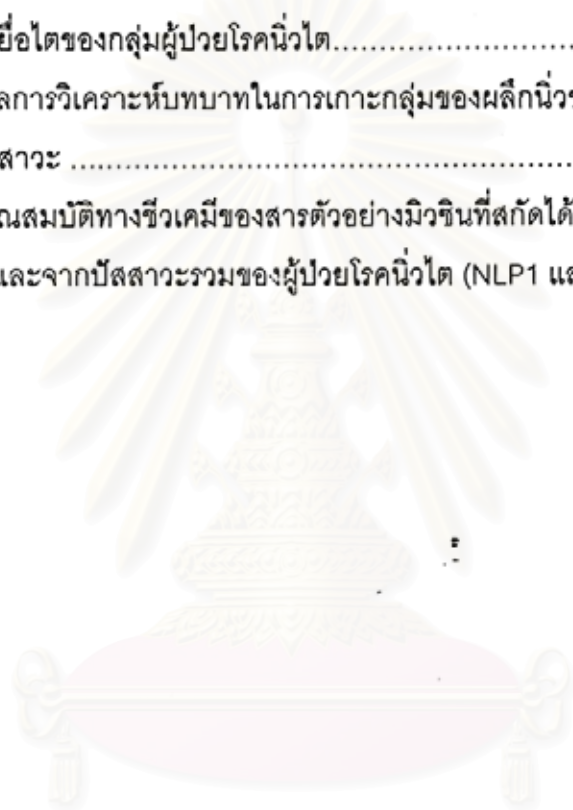 ยื่อไตของกลุ่มผู้ป่วยโรคนิ่วไต.......................
ลการวิเคราะห์บทบาทในการเกาะกลุ่มของผลึกนิ่วข
สาวะ ...............................................
ณสมบัติทางชีวเคมีของสารตัวอย่างมิวซินที่สกัดได้
และจากปัสสาวะรวมของผู้ป่วยโรคนิ่วไต (NLP1 แล